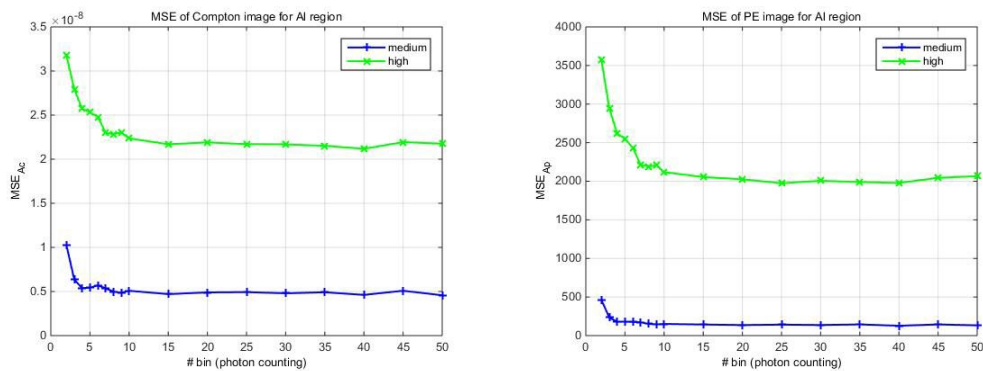 MSE of Compton image for Al region
× 10⁻⁸
3.5
3
2.5
2
1.5
1
0.5
0
MSE_Ac
0 5 10 15 20 25 30 35 40 45 50
# bin (photon counting)
medium
high
MSE of PE image for Al region
4000
3500
3000
2500
2000
1500
1000
500
0
MSE_Ap
0 5 10 15 20 25 30 35 40 45 50
# bin (photon counting)
medium
high